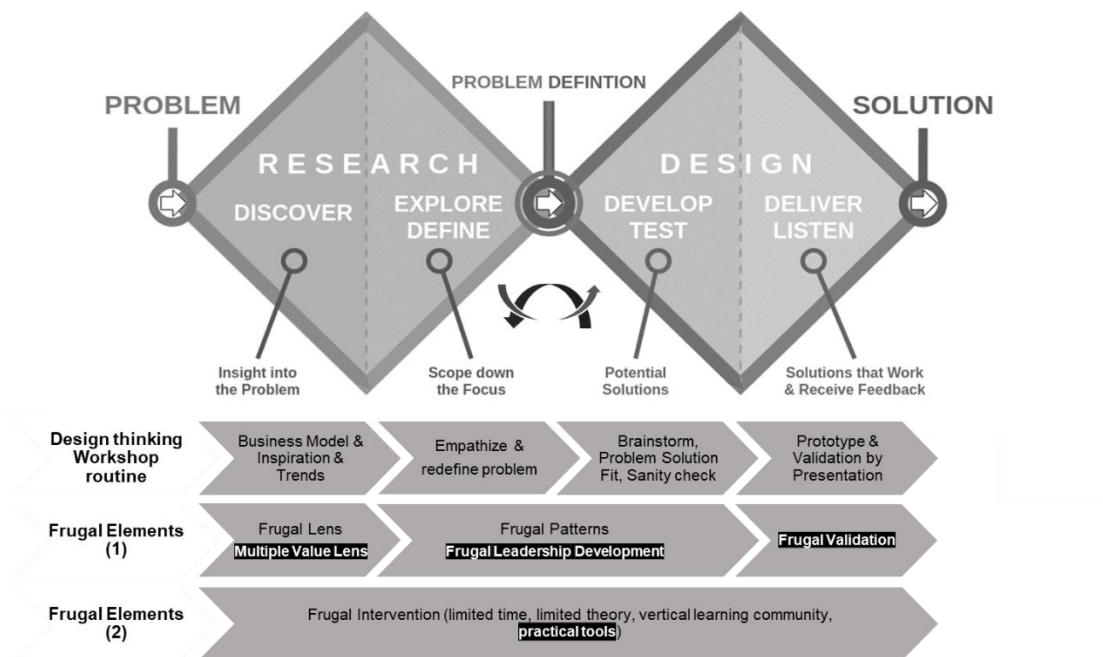 PROBLEM
PROBLEM DEFINTION
SOLUTION
RESEARCH
DESIGN
DISCOVER
EXPLORE
DEFINE
DEVELOP
TEST
DELIVER
LISTEN
Insight into
the Problem
Scope down
the Focus
Potential
Solutions
Solutions that Work
& Receive Feedback
Design thinking
Workshop
routine
Business Model &
Inspiration &
Trends
Empathize &
redefine problem
Brainstorm,
Problem Solution
Fit, Sanity check
Prototype &
Validation by
Presentation
Frugal Elements
(1)
Frugal Lens
Multiple Value Lens
Frugal Patterns
Frugal Leadership Development
Frugal Validation
Frugal Elements
(2)
Frugal Intervention (limited time, limited theory, vertical learning community,
practical tools)